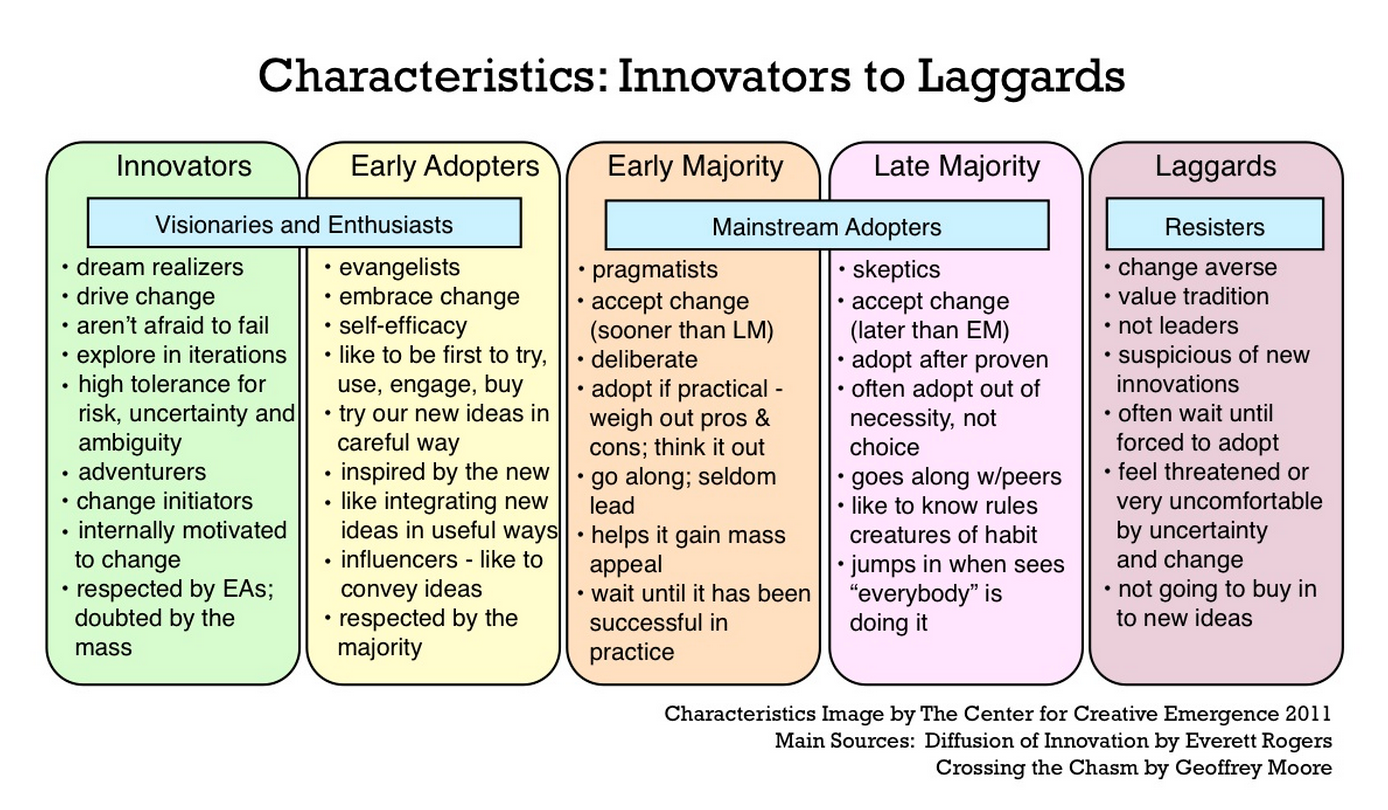 Characteristics: Innovators to Laggards
Innovators
Early Adopters
Visionaries and Enthusiasts
• dream realizers
• drive change
• aren’t afraid to fail
• explore in iterations
• high tolerance for
risk, uncertainty and
ambiguity
• adventurers
• change initiators
• internally motivated
to change
• respected by EAs;
doubted by the
mass
• evangelists
• embrace change
• self-efficacy
• like to be first to try,
use, engage, buy
• try our new ideas in
careful way
• inspired by the new
• like integrating new
ideas in useful ways
• influencers - like to
convey ideas
• respected by the
majority
Early Majority
Late Majority
Mainstream Adopters
• pragmatists
• accept change
(sooner than LM)
• deliberate
• adopt if practical -
weigh out pros &
cons; think it out
• go along; seldom
lead
• helps it gain mass
appeal
• wait until it has been
successful in
practice
• skeptics
• accept change
(later than EM)
• adopt after proven
• often adopt out of
necessity, not
choice
• goes along w/peers
• like to know rules
creatures of habit
• jumps in when sees
“everybody” is
doing it
Laggards
Resisters
• change averse
• value tradition
• not leaders
• suspicious of new
innovations
• often wait until
forced to adopt
• feel threatened or
very uncomfortable
by uncertainty
and change
• not going to buy in
to new ideas
Characteristics Image by The Center for Creative Emergence 2011
Main Sources: Diffusion of Innovation by Everett Rogers
Crossing the Chasm by Geoffrey Moore